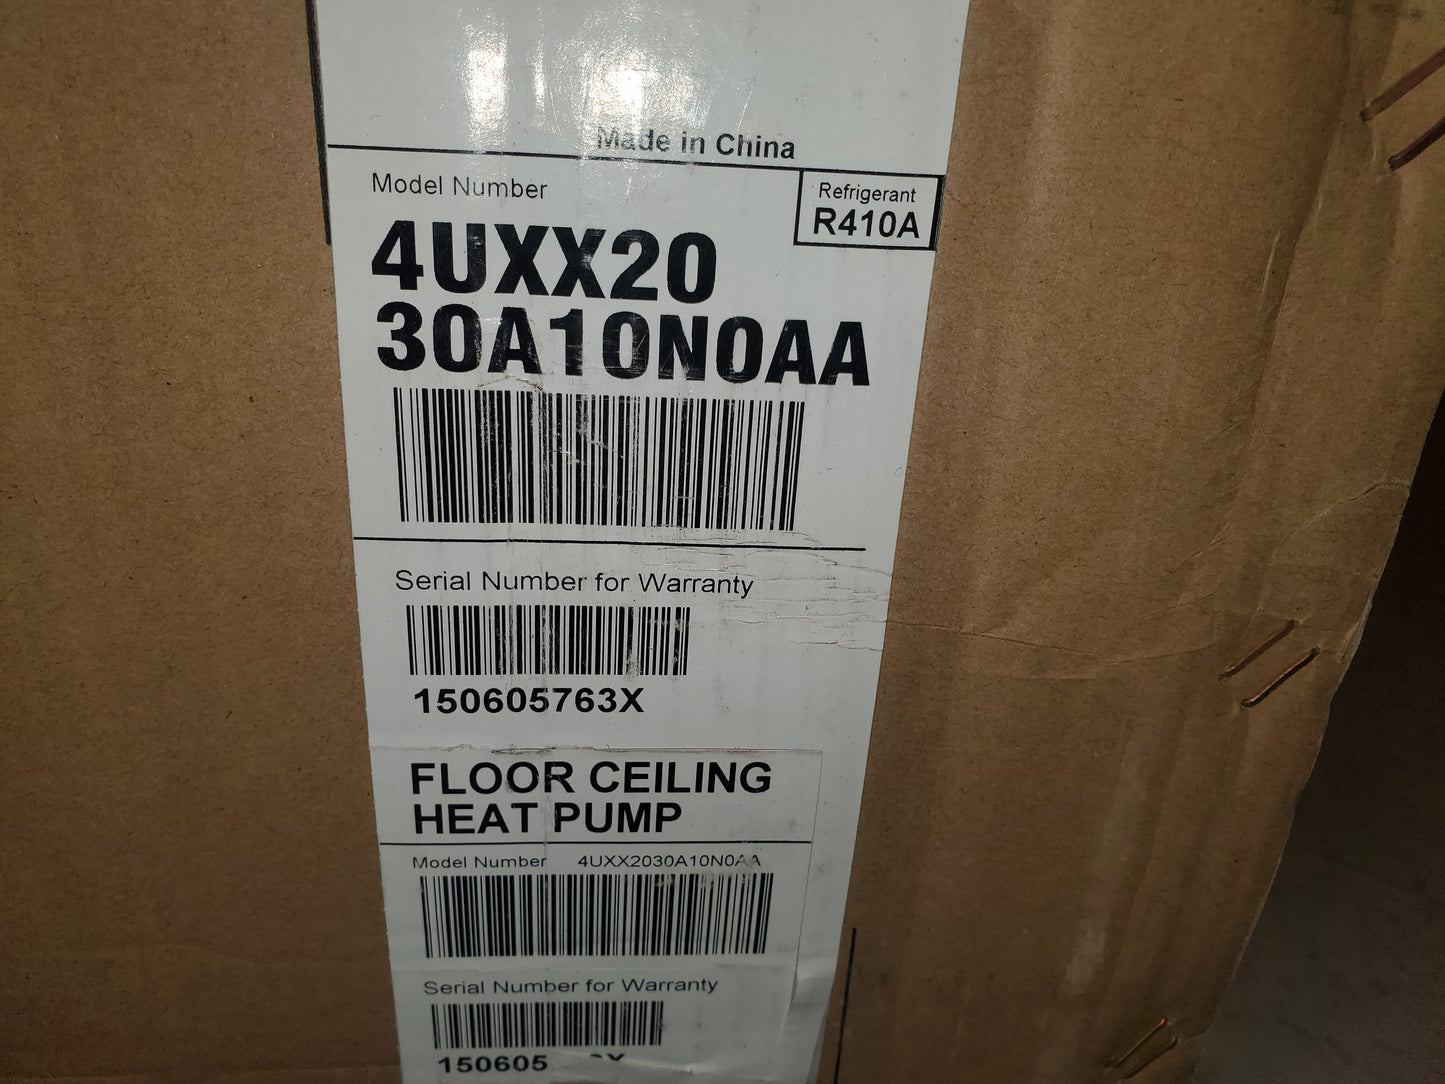 Made in China
Model Number
Refrigerant
R410A
4UXX20
30A10N0AA
Serial Number for Warranty
150605763X
FLOOR CEILING
HEAT PUMP
Model Number 4UXX2030A10N0AA
Serial Number for Warranty